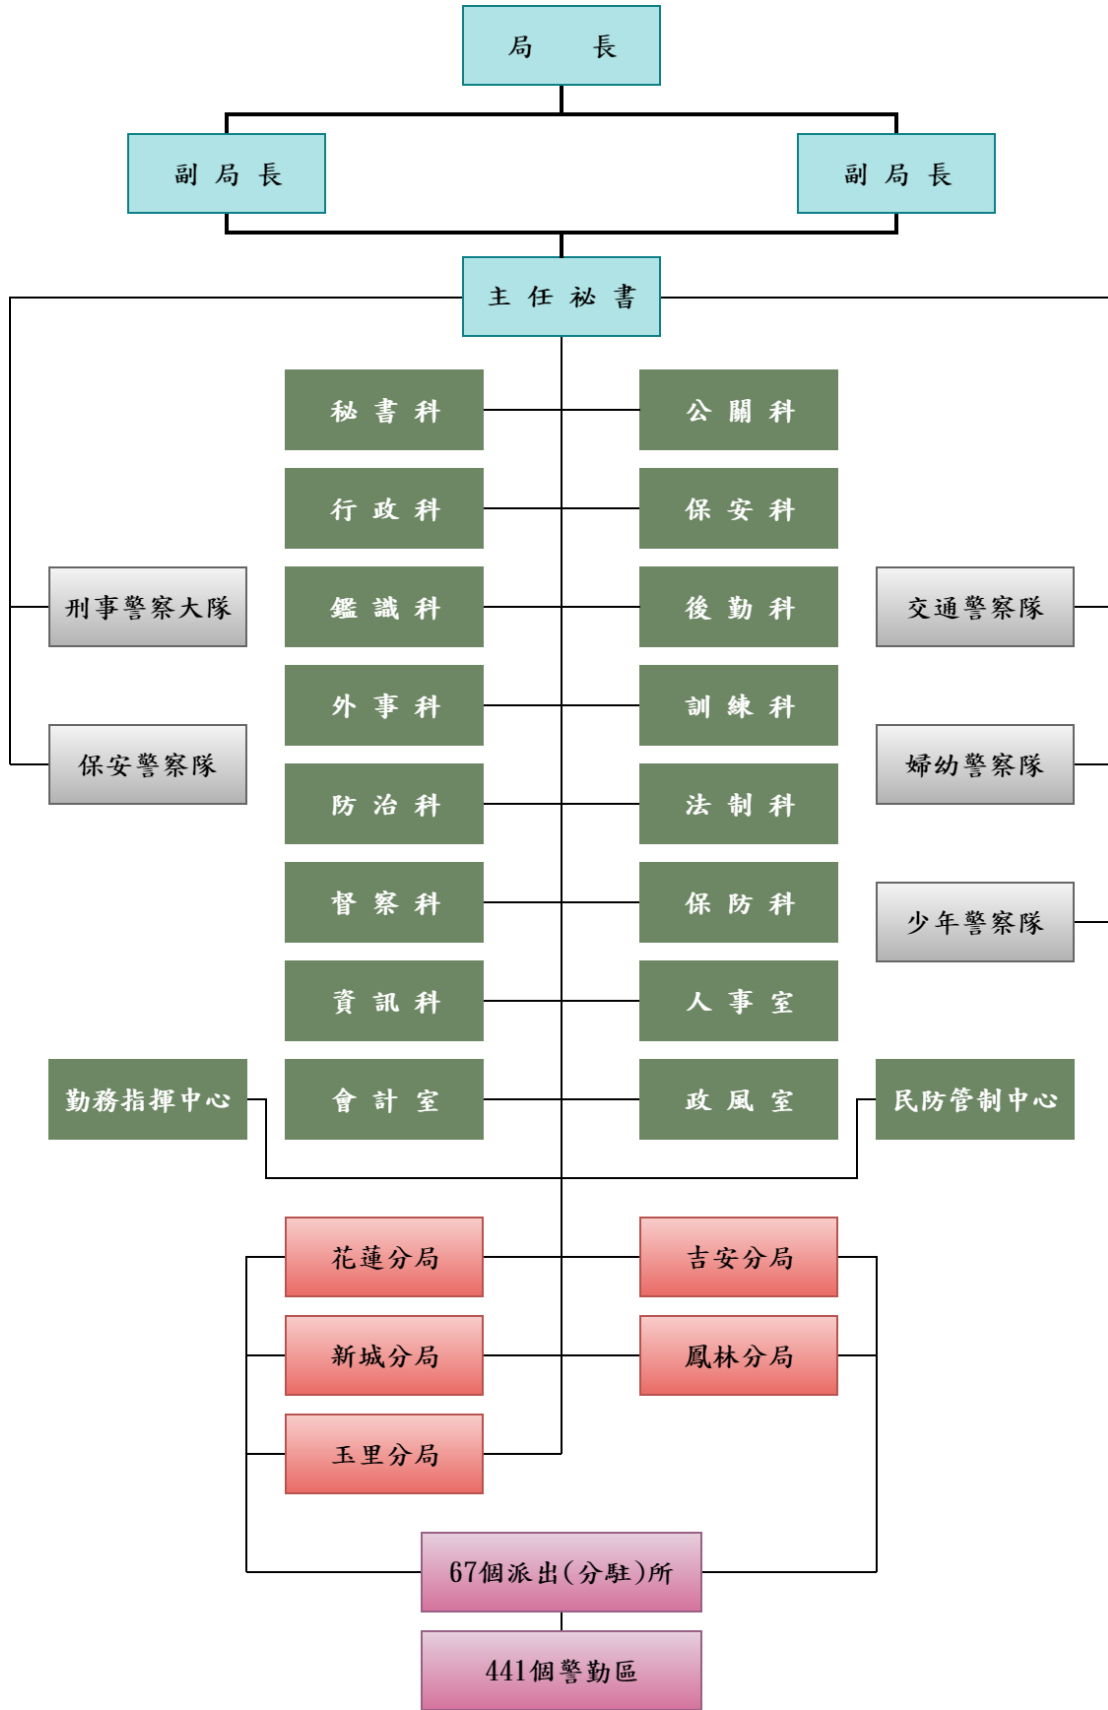 局長
副局長
副局長
主任祕書
秘書科
公關科
行政科
保安科
刑事警察大隊
鑑識科
後勤科
交通警察隊
外事科
訓練科
保安警察隊
婦幼警察隊
防治科
法制科
督察科
保防科
少年警察隊
資訊科
人事室
勤務指揮中心
會計室
政風室
民防管制中心
花蓮分局
吉安分局
新城分局
鳳林分局
玉里分局
67個派出(分駐)所
441個警勤區